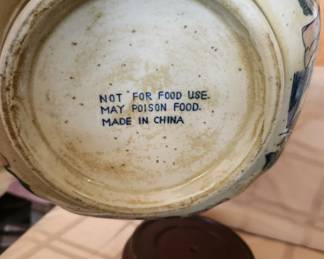 NOT FOR FOOD USE.
MAY POISON FOOD.
MADE IN CHINA